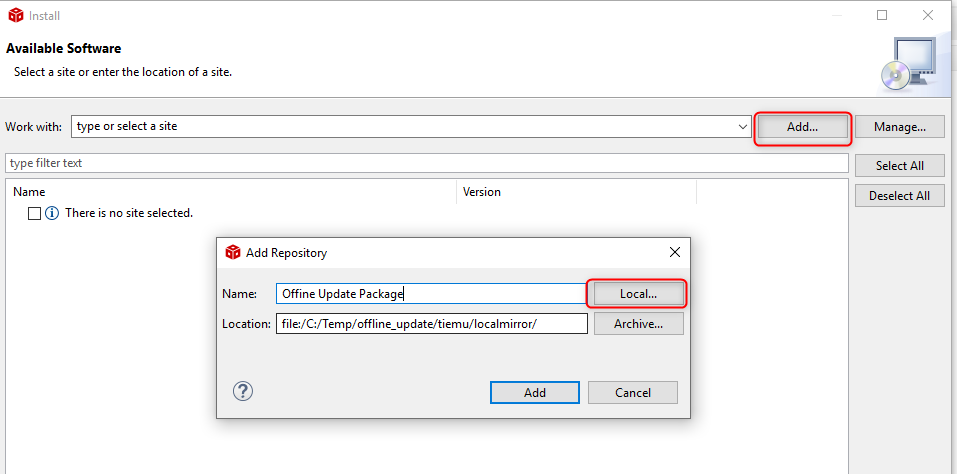 Install
Available Software
Select a site or enter the location of a site.
Work with: type or select a site Add... Manage...
type filter text Select All
Name Version Deselect All
There is no site selected.
Add Repository
Name: Offine Update Package Local...
Location: file:/C:/Temp/offline_update/tiemu/localmirror/ Archive...
? Add Cancel